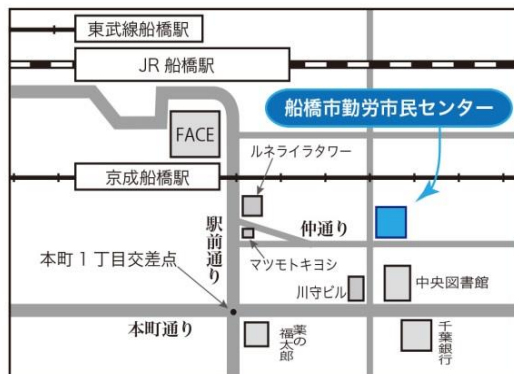 東武線船橋駅
JR 船橋駅
船橋市勤労市民センター
FACE
ルネライラタワー
京成船橋駅
駅前通り
仲通り
マツモトキヨシ
本町1丁目交差点
川守ビル
中央図書館
本町通り
薬の
福太郎
千葉銀行